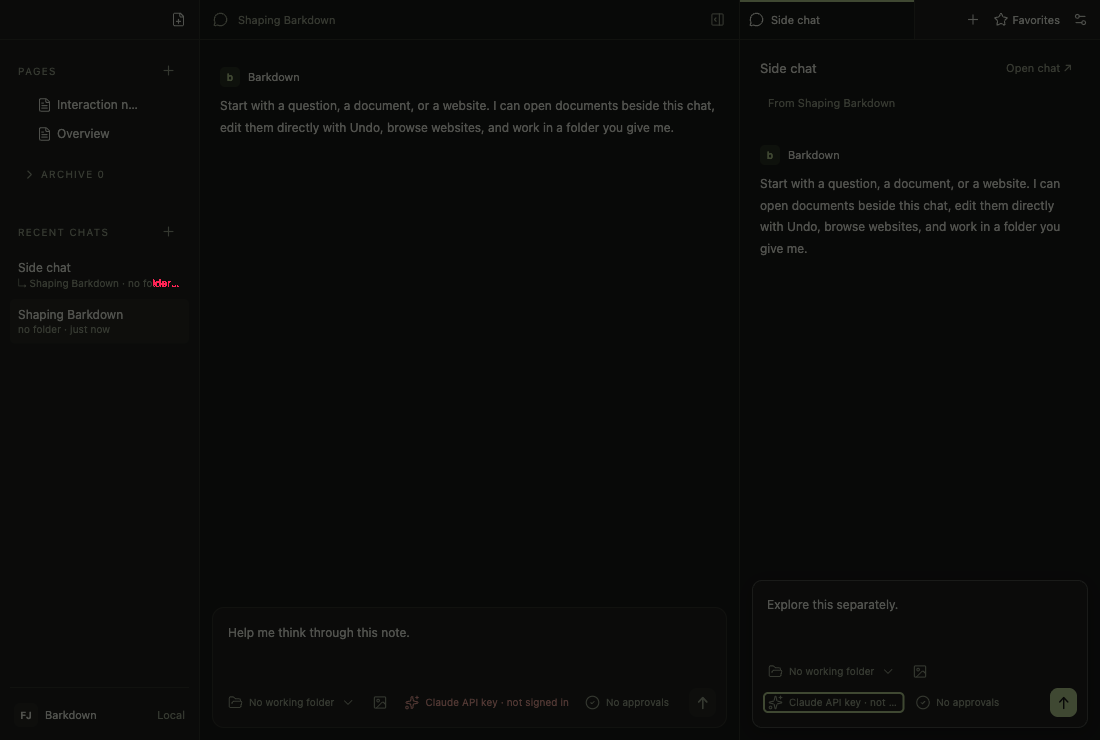 Shaping Barkdown
Side chat
Favorites
PAGES
Interaction n...
Overview
ARCHIVE 0
RECENT CHATS
Side chat
Shaping Barkdown · no folder...
Shaping Barkdown
no folder · just now
FJ Barkdown Local
b Barkdown
Start with a question, a document, or a website. I can open documents beside this chat,
edit them directly with Undo, browse websites, and work in a folder you give me.
Help me think through this note.
No working folder Claude API key · not signed in No approvals
Side chat Open chat ↗
From Shaping Barkdown
b Barkdown
Start with a question, a document, or a website. I can
open documents beside this chat, edit them directly
with Undo, browse websites, and work in a folder you
give me.
Explore this separately.
No working folder
Claude API key · not ... No approvals